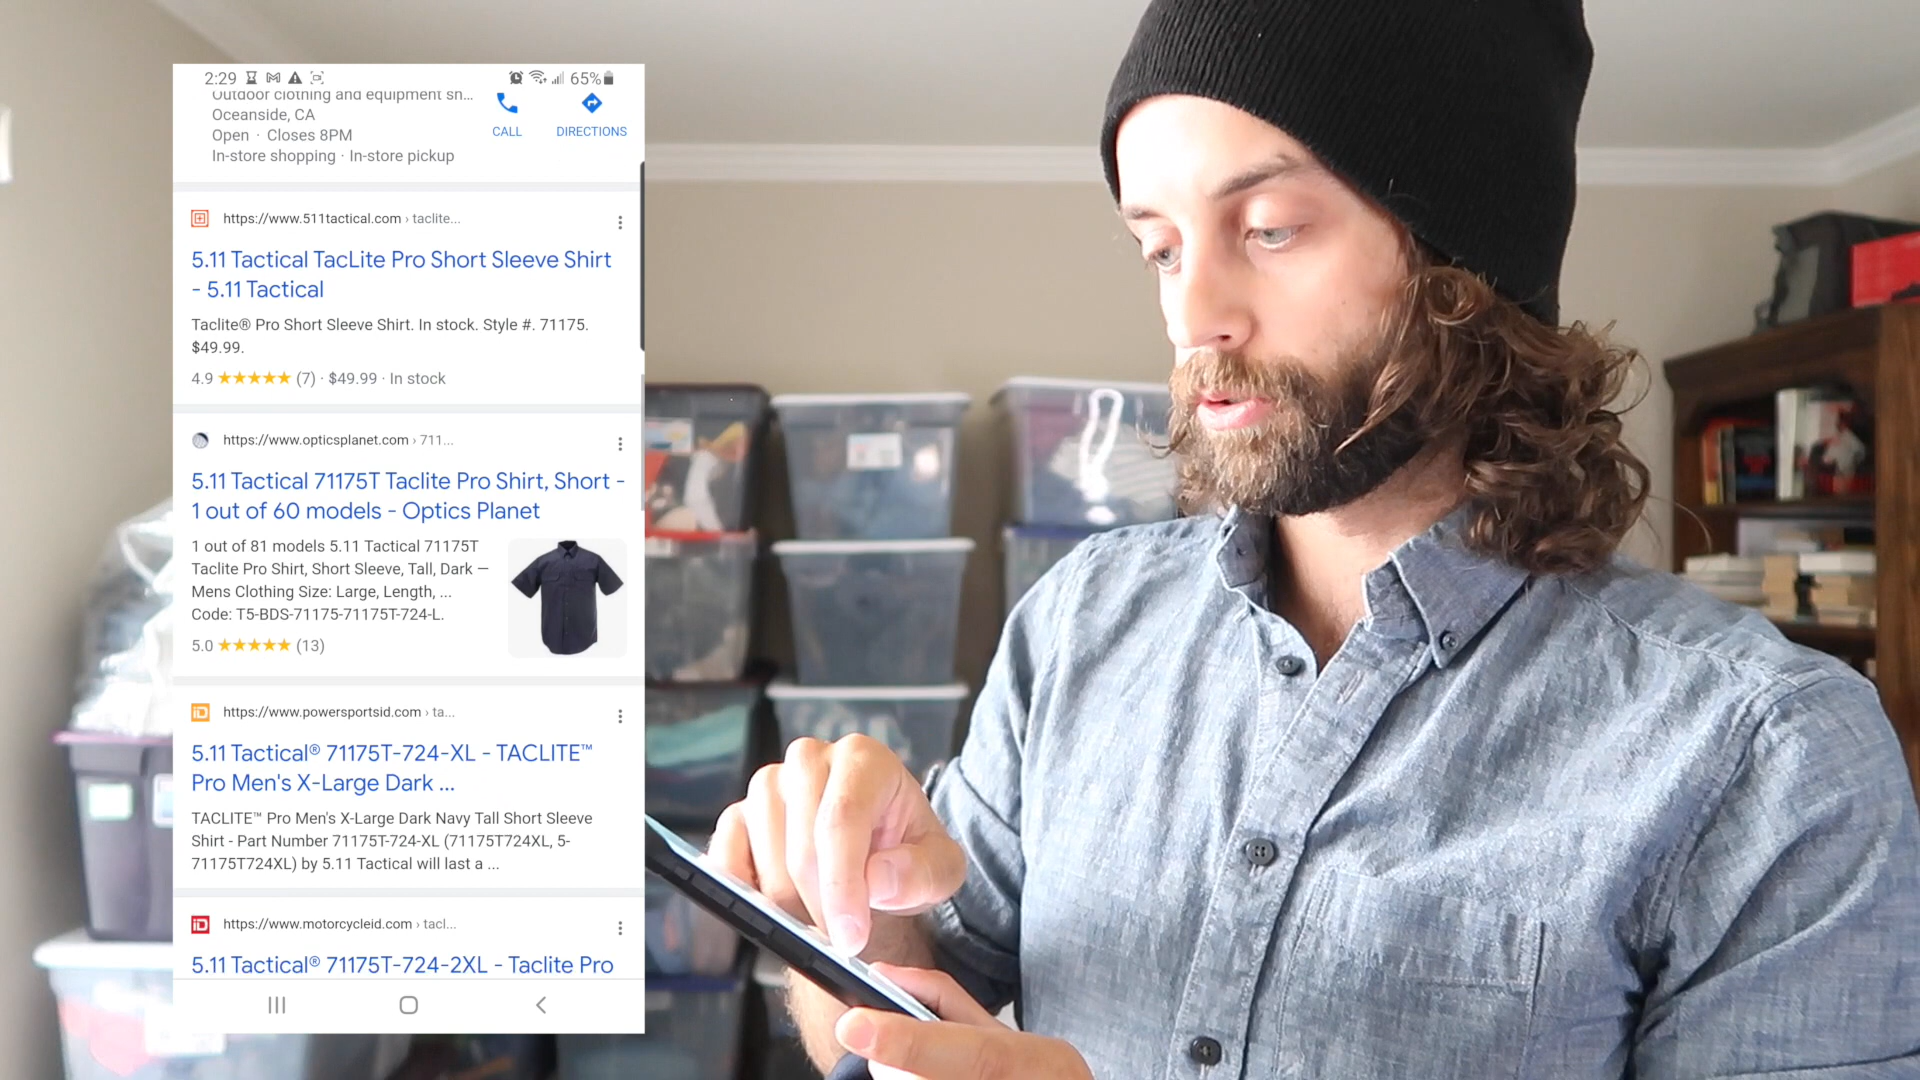 2:29
65%
Outdoor clothing and equipment sh...
Oceanside, CA
Open · Closes 8PM
In-store shopping · In-store pickup
CALL
DIRECTIONS
https://www.511tactical.com › taclite...
5.11 Tactical TacLite Pro Short Sleeve Shirt
- 5.11 Tactical
Taclite® Pro Short Sleeve Shirt. In stock. Style #. 71175.
$49.99.
4.9 ★★★★★ (7) · $49.99 · In stock
https://www.opticsplanet.com › 711...
5.11 Tactical 71175T Taclite Pro Shirt, Short -
1 out of 60 models - Optics Planet
1 out of 81 models 5.11 Tactical 71175T
Taclite Pro Shirt, Short Sleeve, Tall, Dark —
Mens Clothing Size: Large, Length, ...
Code: T5-BDS-71175-71175T-724-L.
5.0 ★★★★★ (13)
iD https://www.powersportsid.com › ta...
5.11 Tactical® 71175T-724-XL - TACLITE™
Pro Men's X-Large Dark ...
TACLITE™ Pro Men's X-Large Dark Navy Tall Short Sleeve
Shirt - Part Number 71175T-724-XL (71175T724XL, 5-
71175T724XL) by 5.11 Tactical will last a ...
iD https://www.motorcycleid.com › tacl...
5.11 Tactical® 71175T-724-2XL - Taclite Pro